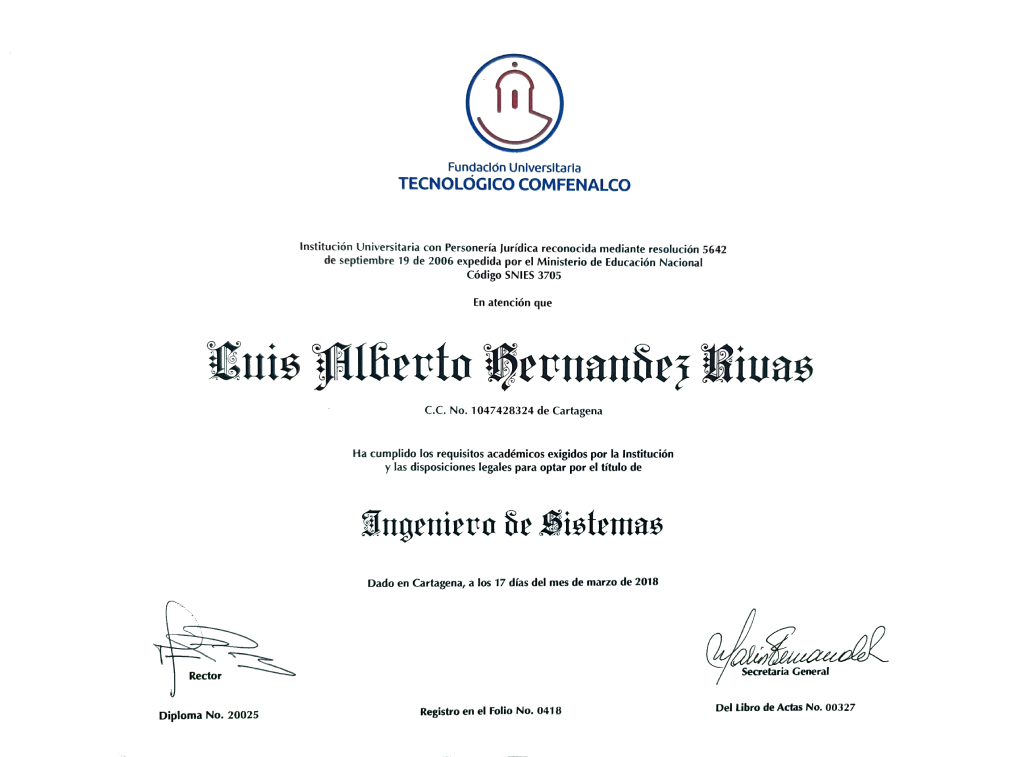 Fundación Universitaria
TECNOLÓGICO COMFENALCO
Institución Universitaria con Personería Jurídica reconocida mediante resolución 5642
de septiembre 19 de 2006 expedida por el Ministerio de Educación Nacional
Código SNIES 3705
En atención que
Luis Alberto Hernandez Rivas
C.C. No. 1047428324 de Cartagena
Ha cumplido los requisitos académicos exigidos por la Institución
y las disposiciones legales para optar por el título de
Ingeniero de Sistemas
Dado en Cartagena, a los 17 días del mes de marzo de 2018
Rector
Secretaria General
Diploma No. 20025
Registro en el Folio No. 0418
Del Libro de Actas No. 00327